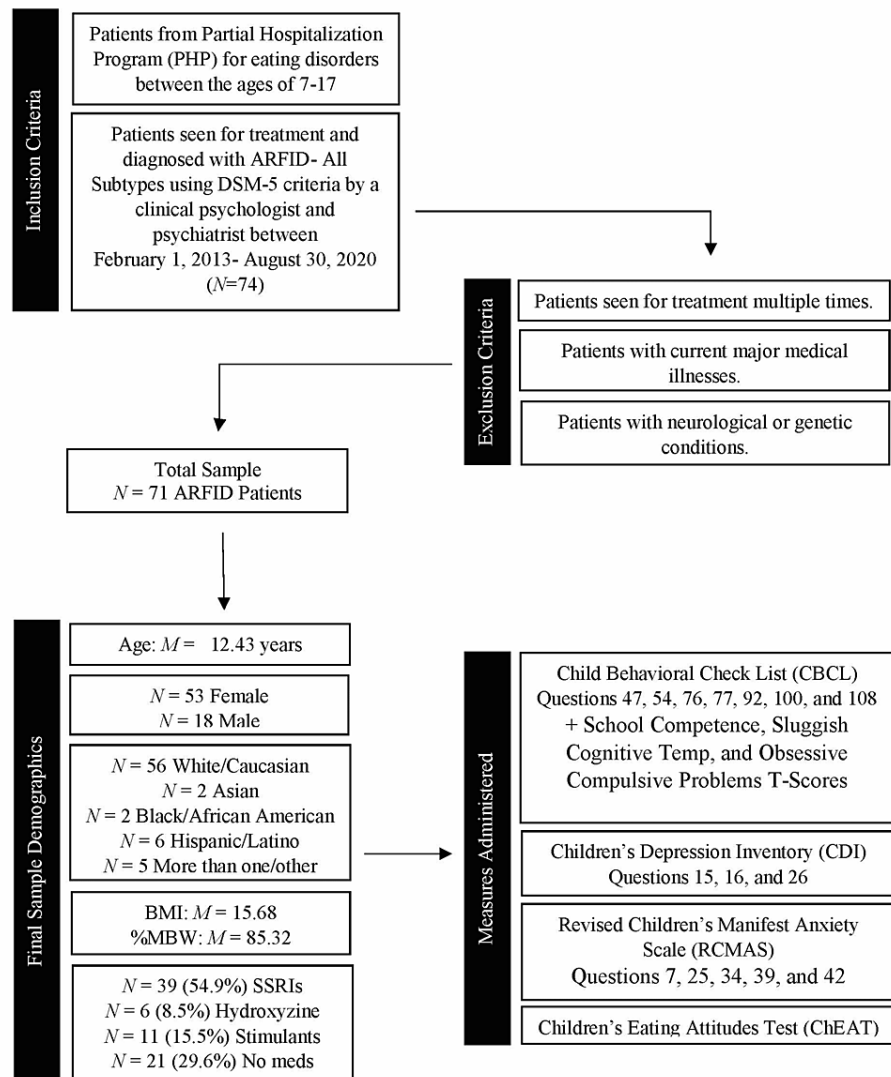 Inclusion Criteria
Patients from Partial Hospitalization
Program (PHP) for eating disorders
between the ages of 7-17
Patients seen for treatment and
diagnosed with ARFID- All
Subtypes using DSM-5 criteria by a
clinical psychologist and
psychiatrist between
February 1, 2013- August 30, 2020
(N=74)
Exclusion Criteria
Patients seen for treatment multiple times.
Patients with current major medical
illnesses.
Patients with neurological or genetic
conditions.
Total Sample
N = 71 ARFID Patients
Final Sample Demographics
Age: M = 12.43 years
N = 53 Female
N = 18 Male
N = 56 White/Caucasian
N = 2 Asian
N = 2 Black/African American
N = 6 Hispanic/Latino
N = 5 More than one/other
BMI: M = 15.68
%MBW: M = 85.32
N = 39 (54.9%) SSRIs
N = 6 (8.5%) Hydroxyzine
N = 11 (15.5%) Stimulants
N = 21 (29.6%) No meds
Measures Administered
Child Behavioral Check List (CBCL)
Questions 47, 54, 76, 77, 92, 100, and 108
+ School Competence, Sluggish
Cognitive Temp, and Obsessive
Compulsive Problems T-Scores
Children's Depression Inventory (CDI)
Questions 15, 16, and 26
Revised Children's Manifest Anxiety
Scale (RCMAS)
Questions 7, 25, 34, 39, and 42
Children's Eating Attitudes Test (ChEAT)